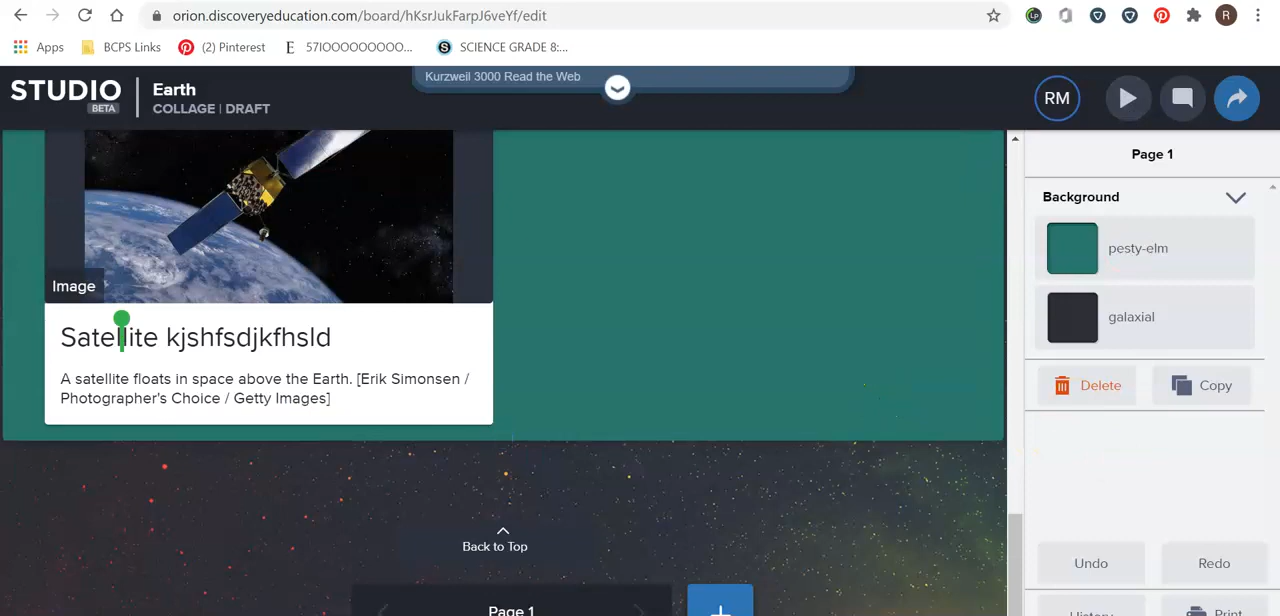 orion.discoveryeducation.com/board/hKsrJukFarpJ6veYf/edit
LP
R
Apps
BCPS Links
(2) Pinterest
E 57IOOOOOOOOO...
S SCIENCE GRADE 8:...
STUDIO
BETA
Earth
COLLAGE | DRAFT
Kurzweil 3000 Read the Web
RM
Page 1
Background
pesty-elm
galaxial
Delete
Copy
Image
Satellite kjshfsdjkfhsld
A satellite floats in space above the Earth. [Erik Simonsen /
Photographer's Choice / Getty Images]
Back to Top
Undo
Redo
Page 1
History
Print